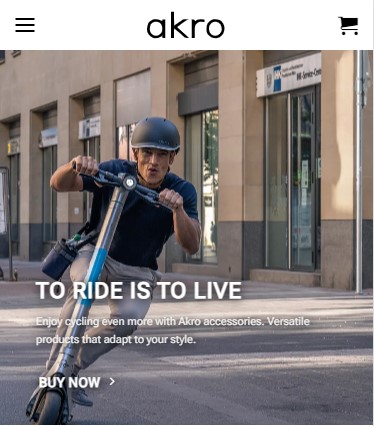 akro
TO RIDE IS TO LIVE
Enjoy cycling even more with Akro accessories. Versatile
products that adapt to your style.
BUY NOW